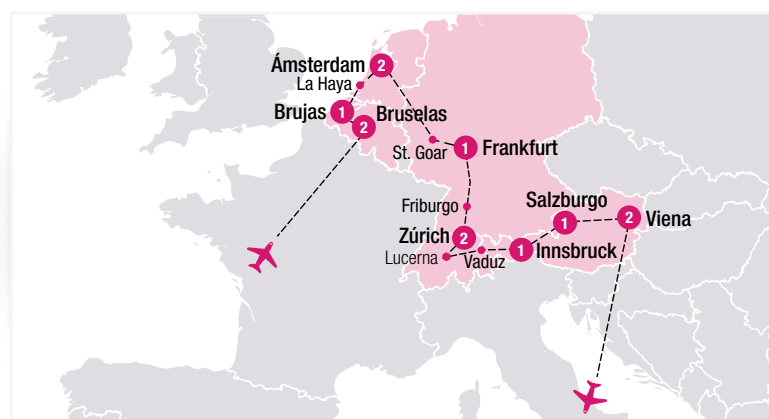 Ámsterdam 2
La Haya
Brujas 1
Bruselas
2
St. Goar
1 Frankfurt
Friburgo
Salzburgo
1
2 Viena
Zúrich 2
Lucerna
Vaduz
1 Innsbruck